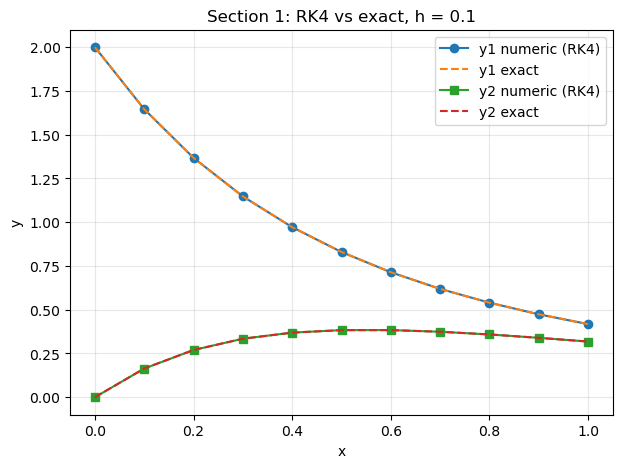 Section 1: RK4 vs exact, h = 0.1
y1 numeric (RK4)
y1 exact
y2 numeric (RK4)
y2 exact
2.00
1.75
1.50
1.25
1.00
0.75
0.50
0.25
0.00
y
0.0 0.2 0.4 0.6 0.8 1.0
x